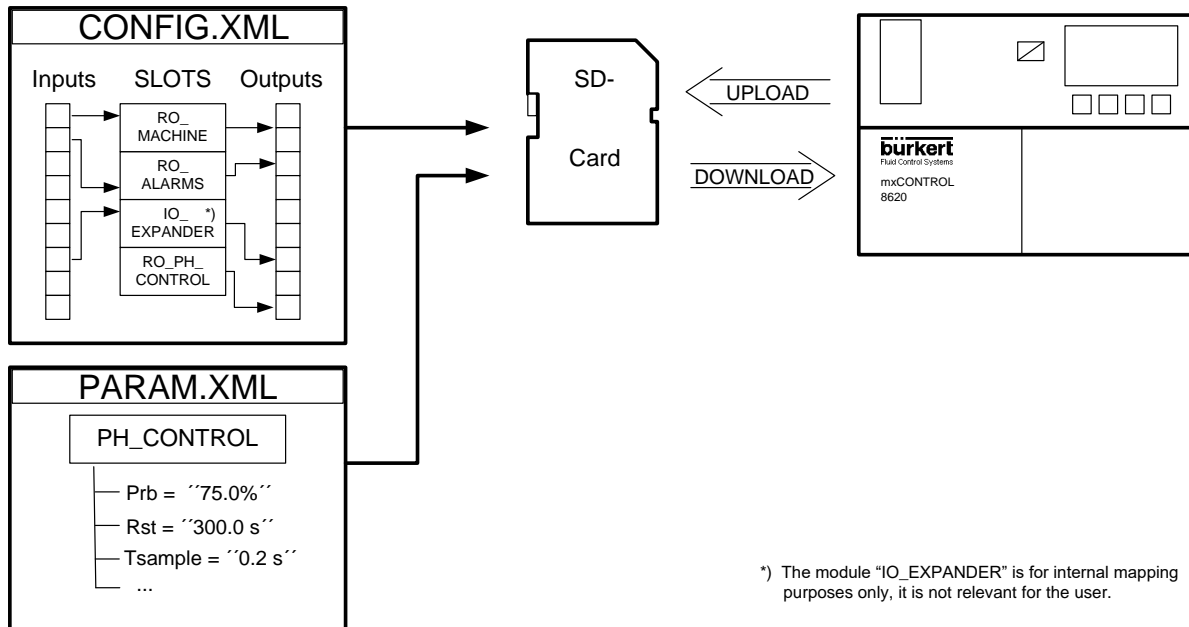 CONFIG.XML
Inputs SLOTS Outputs
RO_
MACHINE
RO_
ALARMS
IO_ *)
EXPANDER
RO_PH_
CONTROL
PARAM.XML
PH_CONTROL
Prb = ´´75.0%´´
Rst = ´´300.0 s´´
Tsample = ´´0.2 s´´
...
SD-
Card
UPLOAD
DOWNLOAD
bürkert
Fluid Control Systems
mxCONTROL
8620
*) The module “IO_EXPANDER” is for internal mapping
purposes only, it is not relevant for the user.